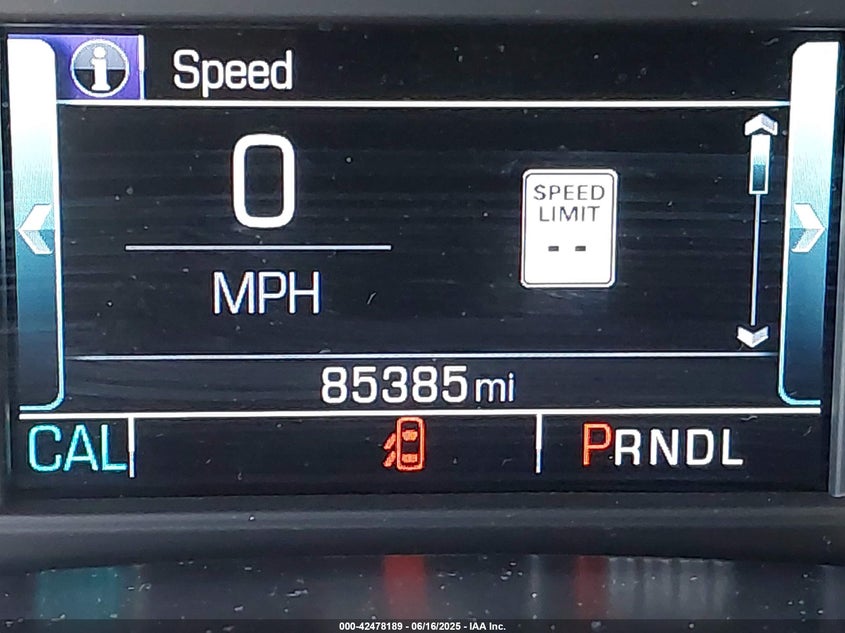 i Speed
0
MPH
SPEED
LIMIT
--
85385 mi
CAL PRNDL
000-42478189 - 06/16/2025 - IAA Inc.